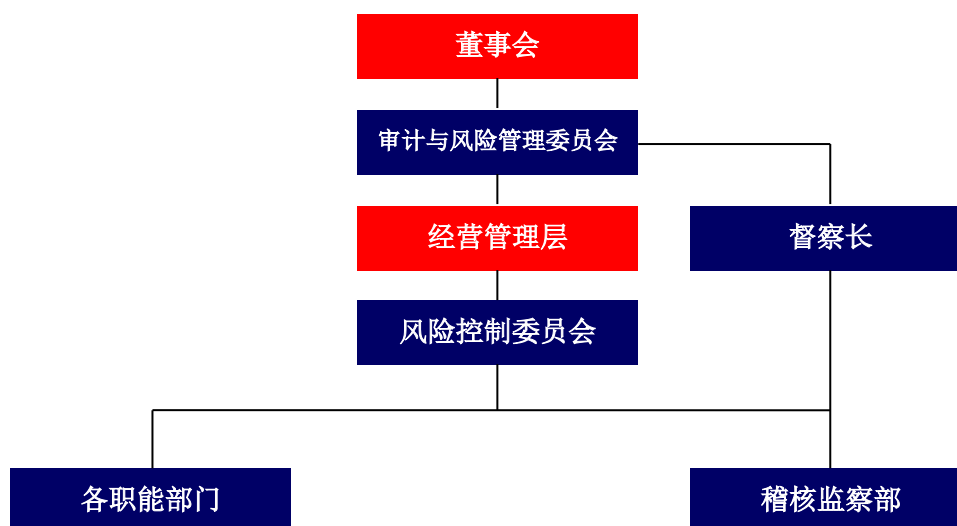 董事会
审计与风险管理委员会
经营管理层
督察长
风险控制委员会
各职能部门
稽核监察部